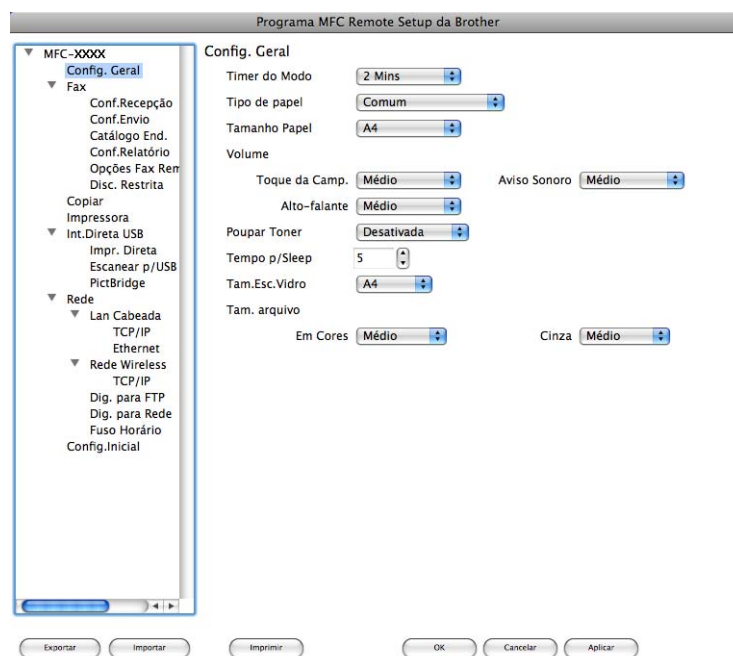 Programa MFC Remote Setup da Brother
MFC-XXXX
Config. Geral
Fax
Conf.Recepção
Conf.Envio
Catálogo End.
Conf.Relatório
Opções Fax Rem
Disc. Restrita
Copiar
Impressora
Int.Direta USB
Impr. Direta
Escanear p/USB
PictBridge
Rede
Lan Cabeada
TCP/IP
Ethernet
Rede Wireless
TCP/IP
Dig. para FTP
Dig. para Rede
Fuso Horário
Config.Inicial
Config. Geral
Timer do Modo 2 Mins
Tipo de papel Comum
Tamanho Papel A4
Volume
Toque da Camp. Médio Aviso Sonoro Médio
Alto-falante Médio
Poupar Toner Desativada
Tempo p/Sleep 5
Tam.Esc.Vidro A4
Tam. arquivo
Em Cores Médio Cinza Médio
Exportar Importar Imprimir OK Cancelar Aplicar